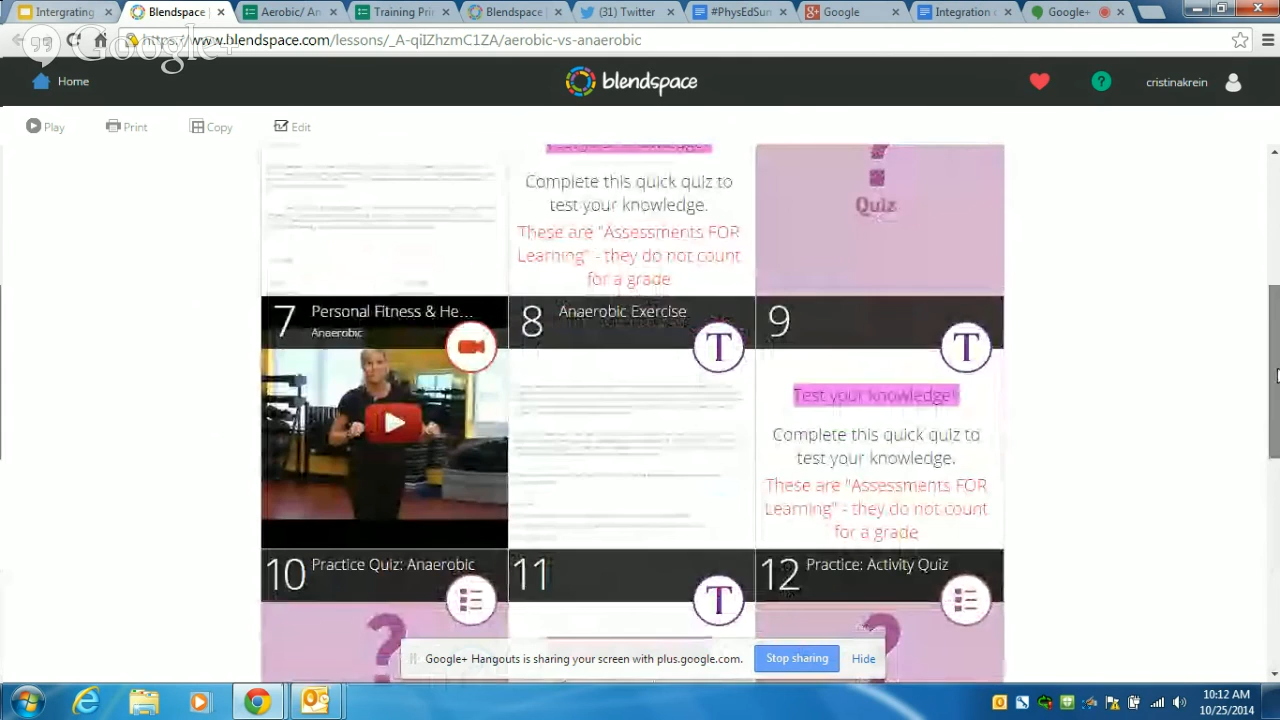 Intergrating
Blendspace
Aerobic/ An
Training Pri
Blendspace
(31) Twitter
#PhysEdSun
Google
Integration o
Google+
https://www.blendspace.com/lessons/_A-qiIZhzmC1ZA/aerobic-vs-anaerobic
Google+
Home
blendspace
cristinakrein
Play
Print
Copy
Edit
Complete this quick quiz to
test your knowledge.
These are "Assessments FOR
Learning" - they do not count
for a grade
Quiz
7 Personal Fitness & He...
Anaerobic
8 Anaerobic Exercise
9
Test your knowledge!
Complete this quick quiz to
test your knowledge.
These are "Assessments FOR
Learning" - they do not count
for a grade
10 Practice Quiz: Anaerobic
11
12 Practice: Activity Quiz
Google+ Hangouts is sharing your screen with plus.google.com.
Stop sharing
Hide
10:12 AM
10/25/2014